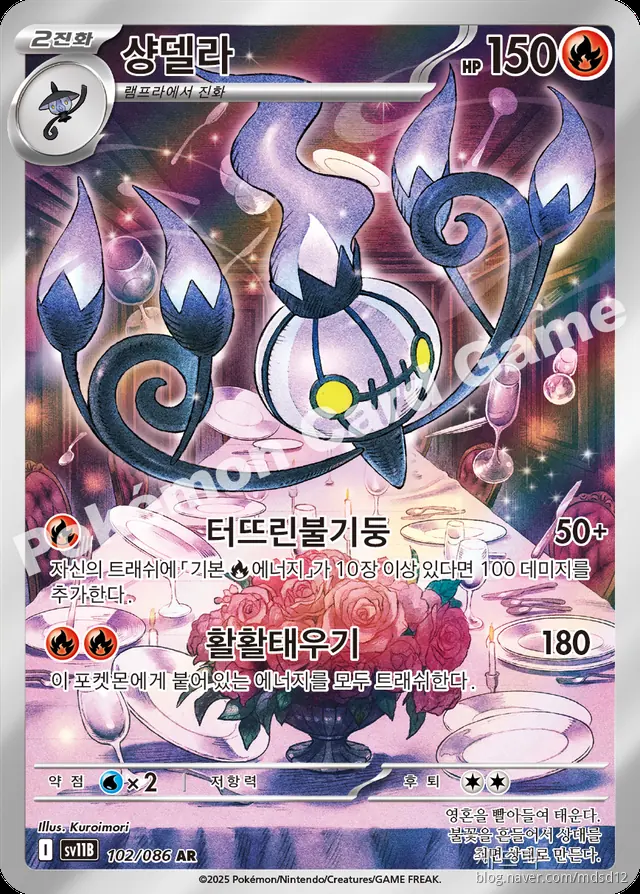 2진화 샹델라 HP 150
램프라에서 진화
Pokémon Card Game
터뜨린불기둥 50+
자신의 트래쉬에 「기본 에너지」가 10장 이상 있다면 100 데미지를
추가한다.
활활태우기 180
이 포켓몬에게 붙어 있는 에너지를 모두 트래쉬한다.
약점 ×2 저항력 후퇴
영혼을 빨아들여 태운다.
불꽃을 흔들어서 상대를
최면 상태로 만든다.
Illus. Kuroimori
I sv11B 102/086 AR
©2025 Pokémon/Nintendo/Creatures/GAME FREAK.
blog.naver.com/mdsd12